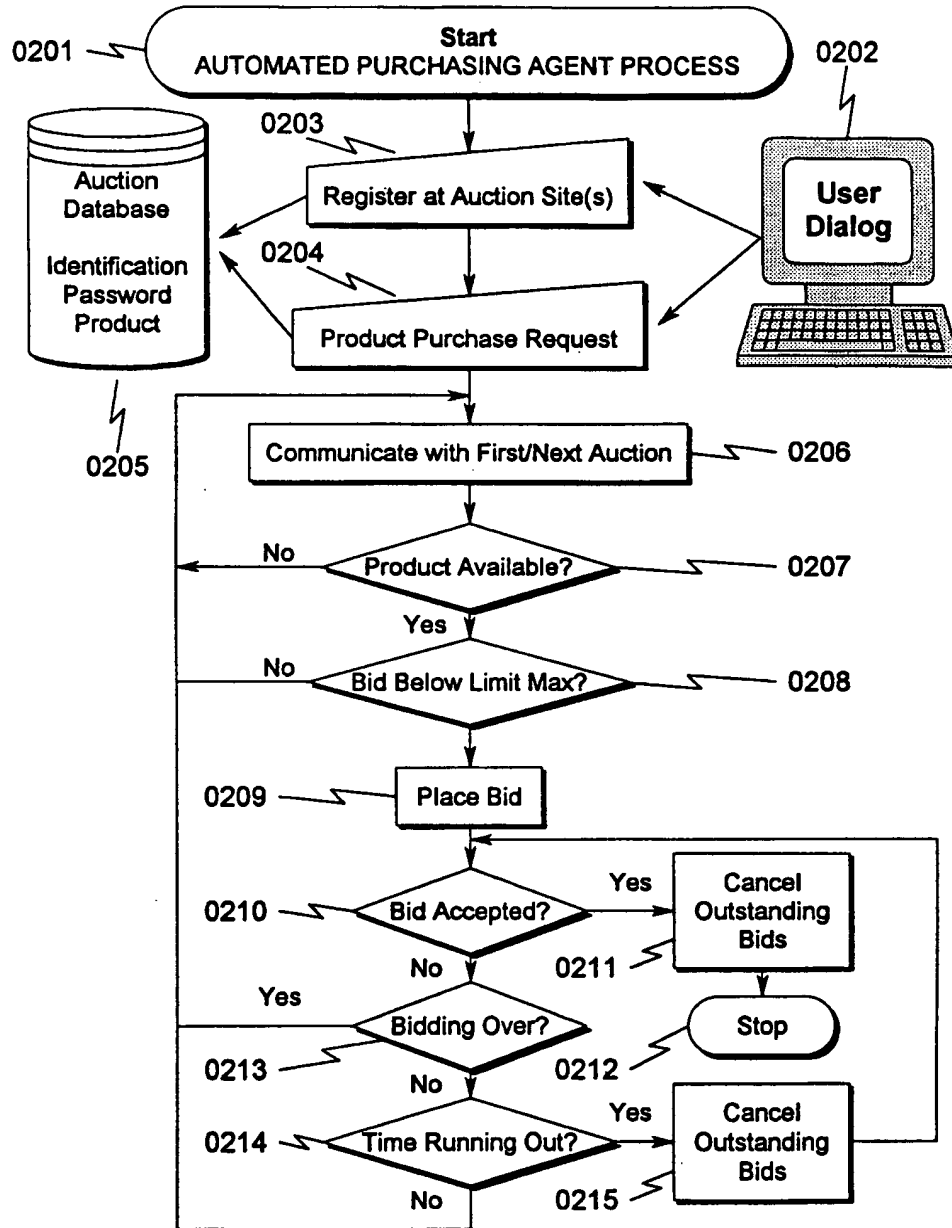 0201
Start
AUTOMATED PURCHASING AGENT PROCESS
0202
0203
Auction
Database
Identification
Password
Product
Register at Auction Site(s)
User
Dialog
0204
Product Purchase Request
0205
Communicate with First/Next Auction
0206
No
Product Available?
0207
Yes
No
Bid Below Limit Max?
0208
0209
Place Bid
0210
Bid Accepted?
Yes
Cancel
Outstanding
Bids
0211
No
Yes
Bidding Over?
0213
Stop
0212
No
0214
Time Running Out?
Yes
Cancel
Outstanding
Bids
0215
No